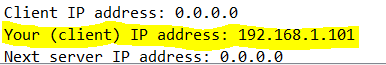 Client IP address: 0.0.0.0
Your (client) IP address: 192.168.1.101
Next server IP address: 0.0.0.0